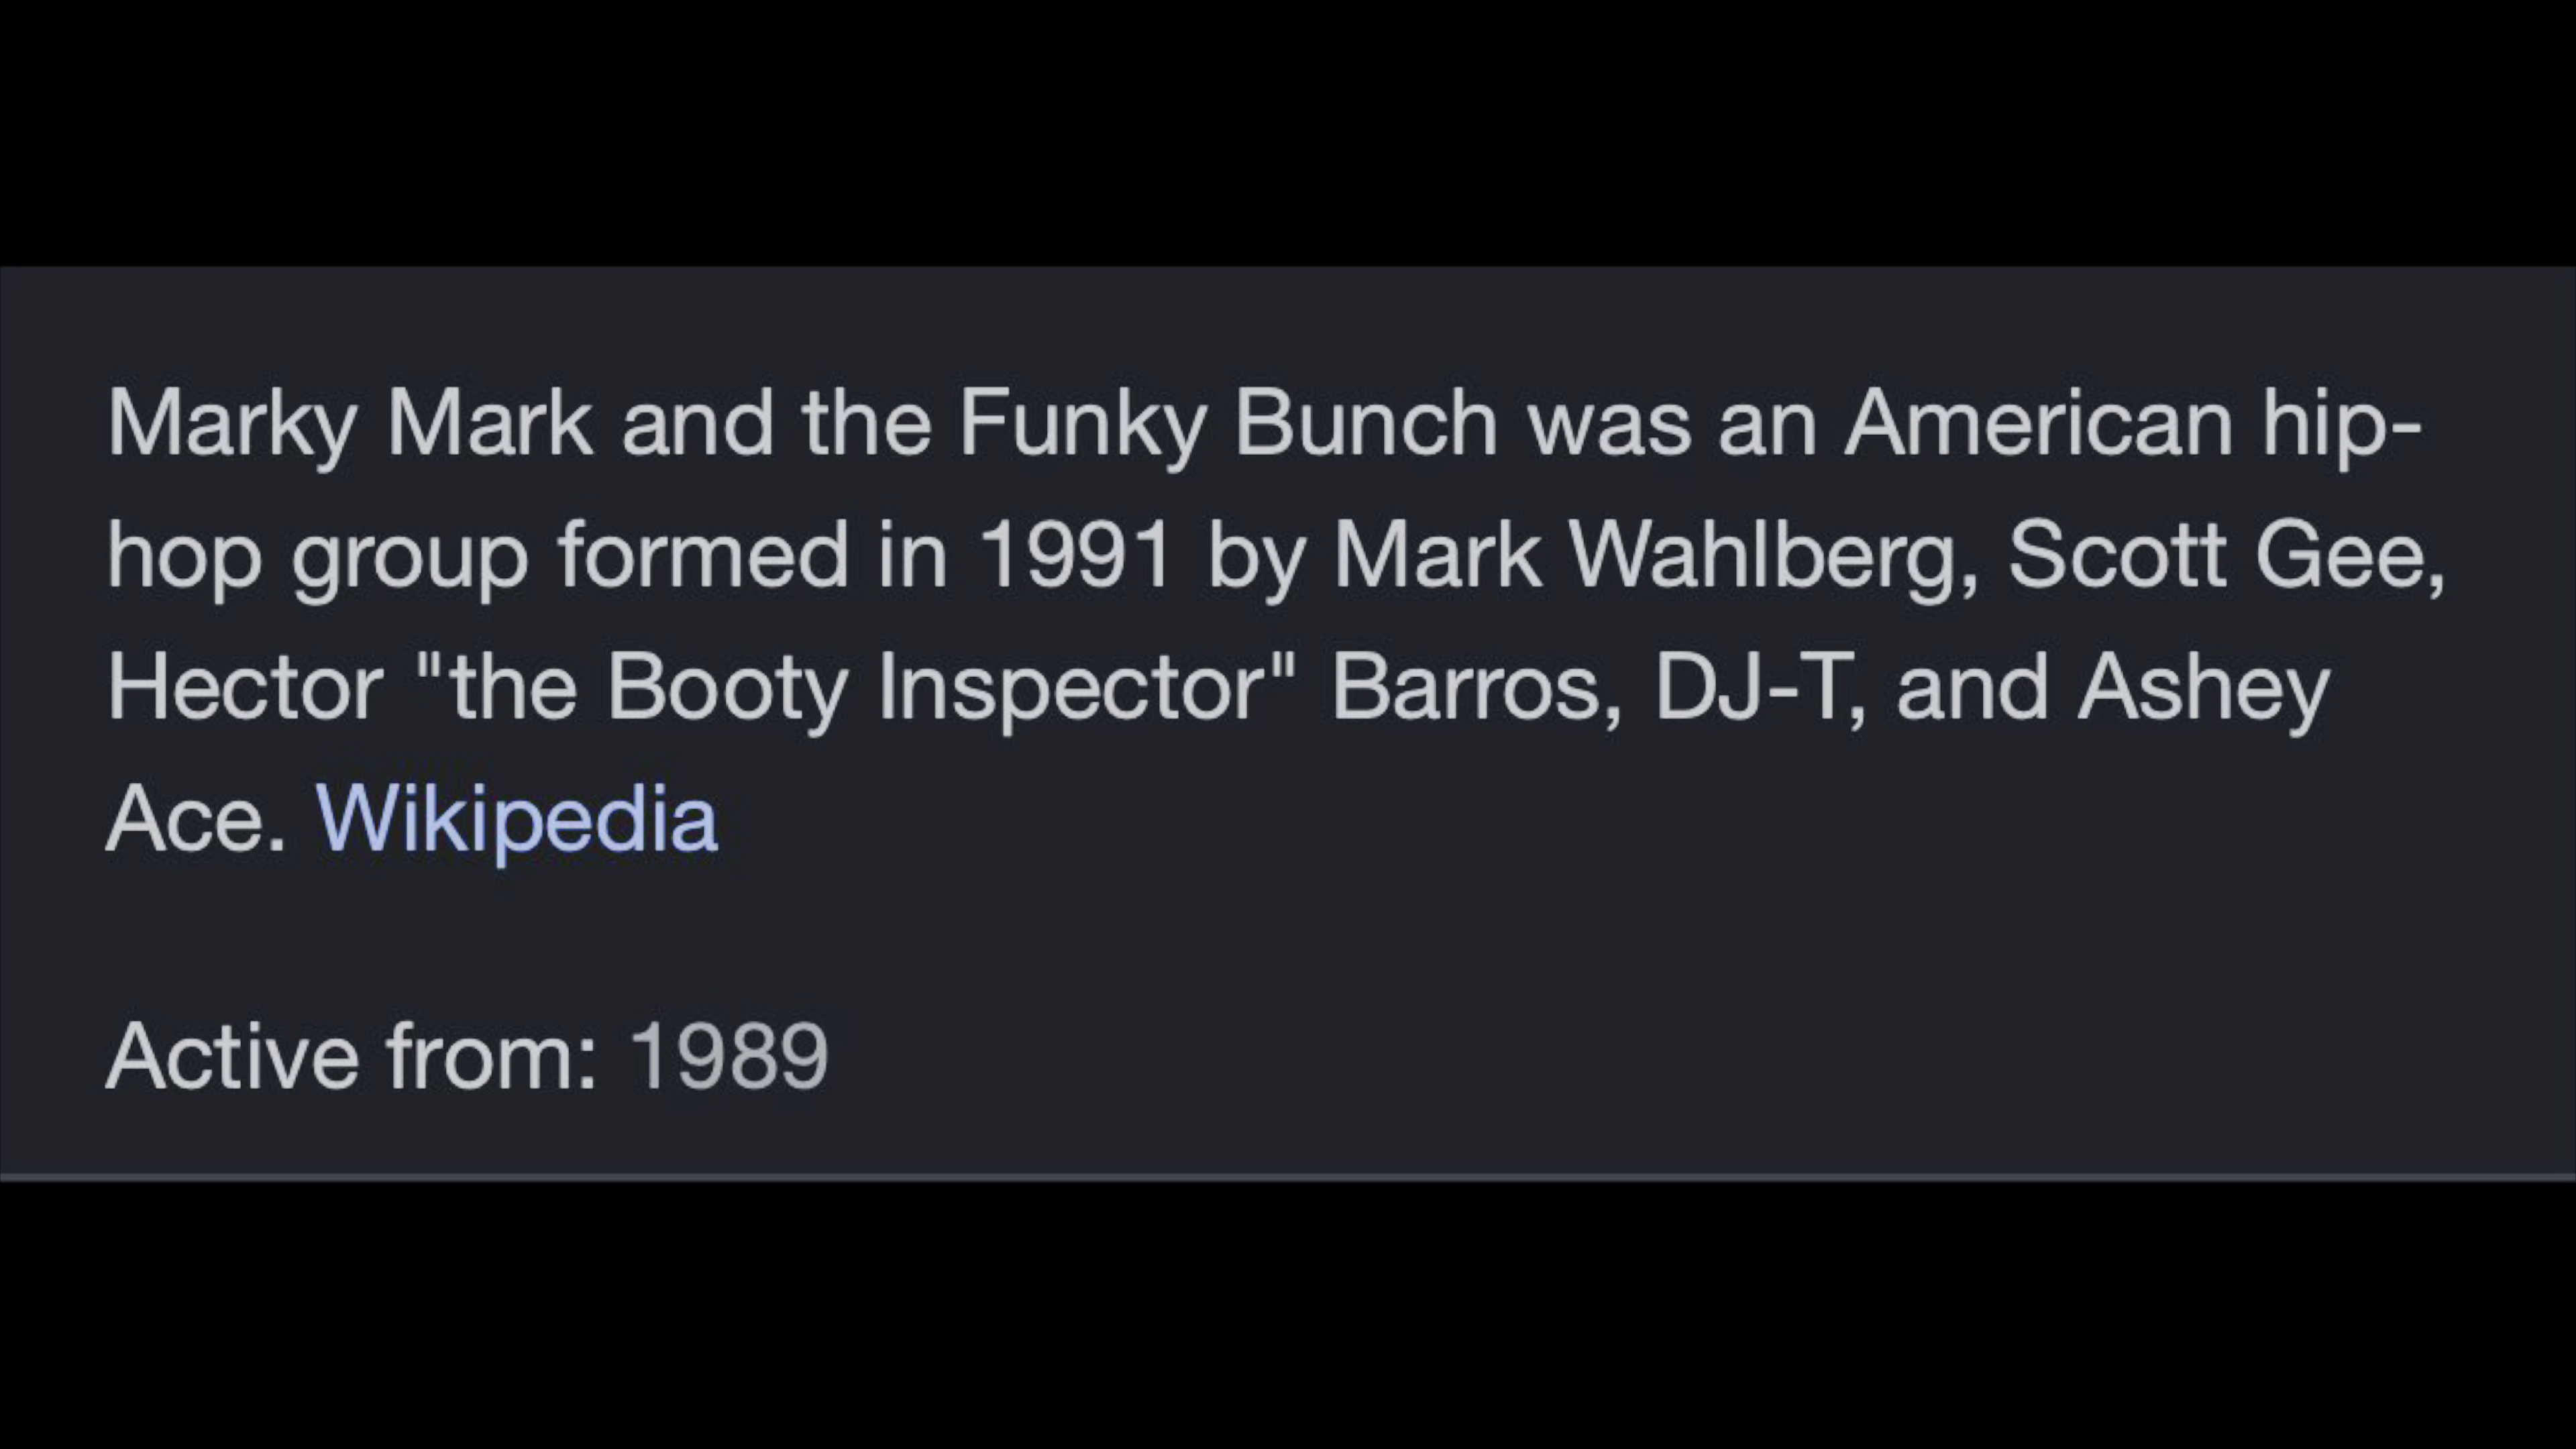 Marky Mark and the Funky Bunch was an American hip-
hop group formed in 1991 by Mark Wahlberg, Scott Gee,
Hector "the Booty Inspector" Barros, DJ-T, and Ashey
Ace. Wikipedia
Active from: 1989